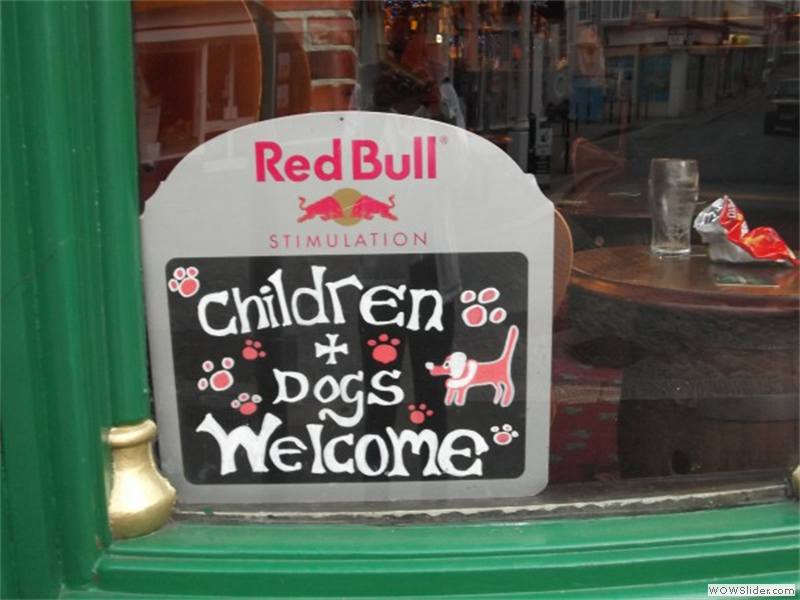 Red Bull®
STIMULATION
Children
+
Dogs
Welcome
WOWSlider.com